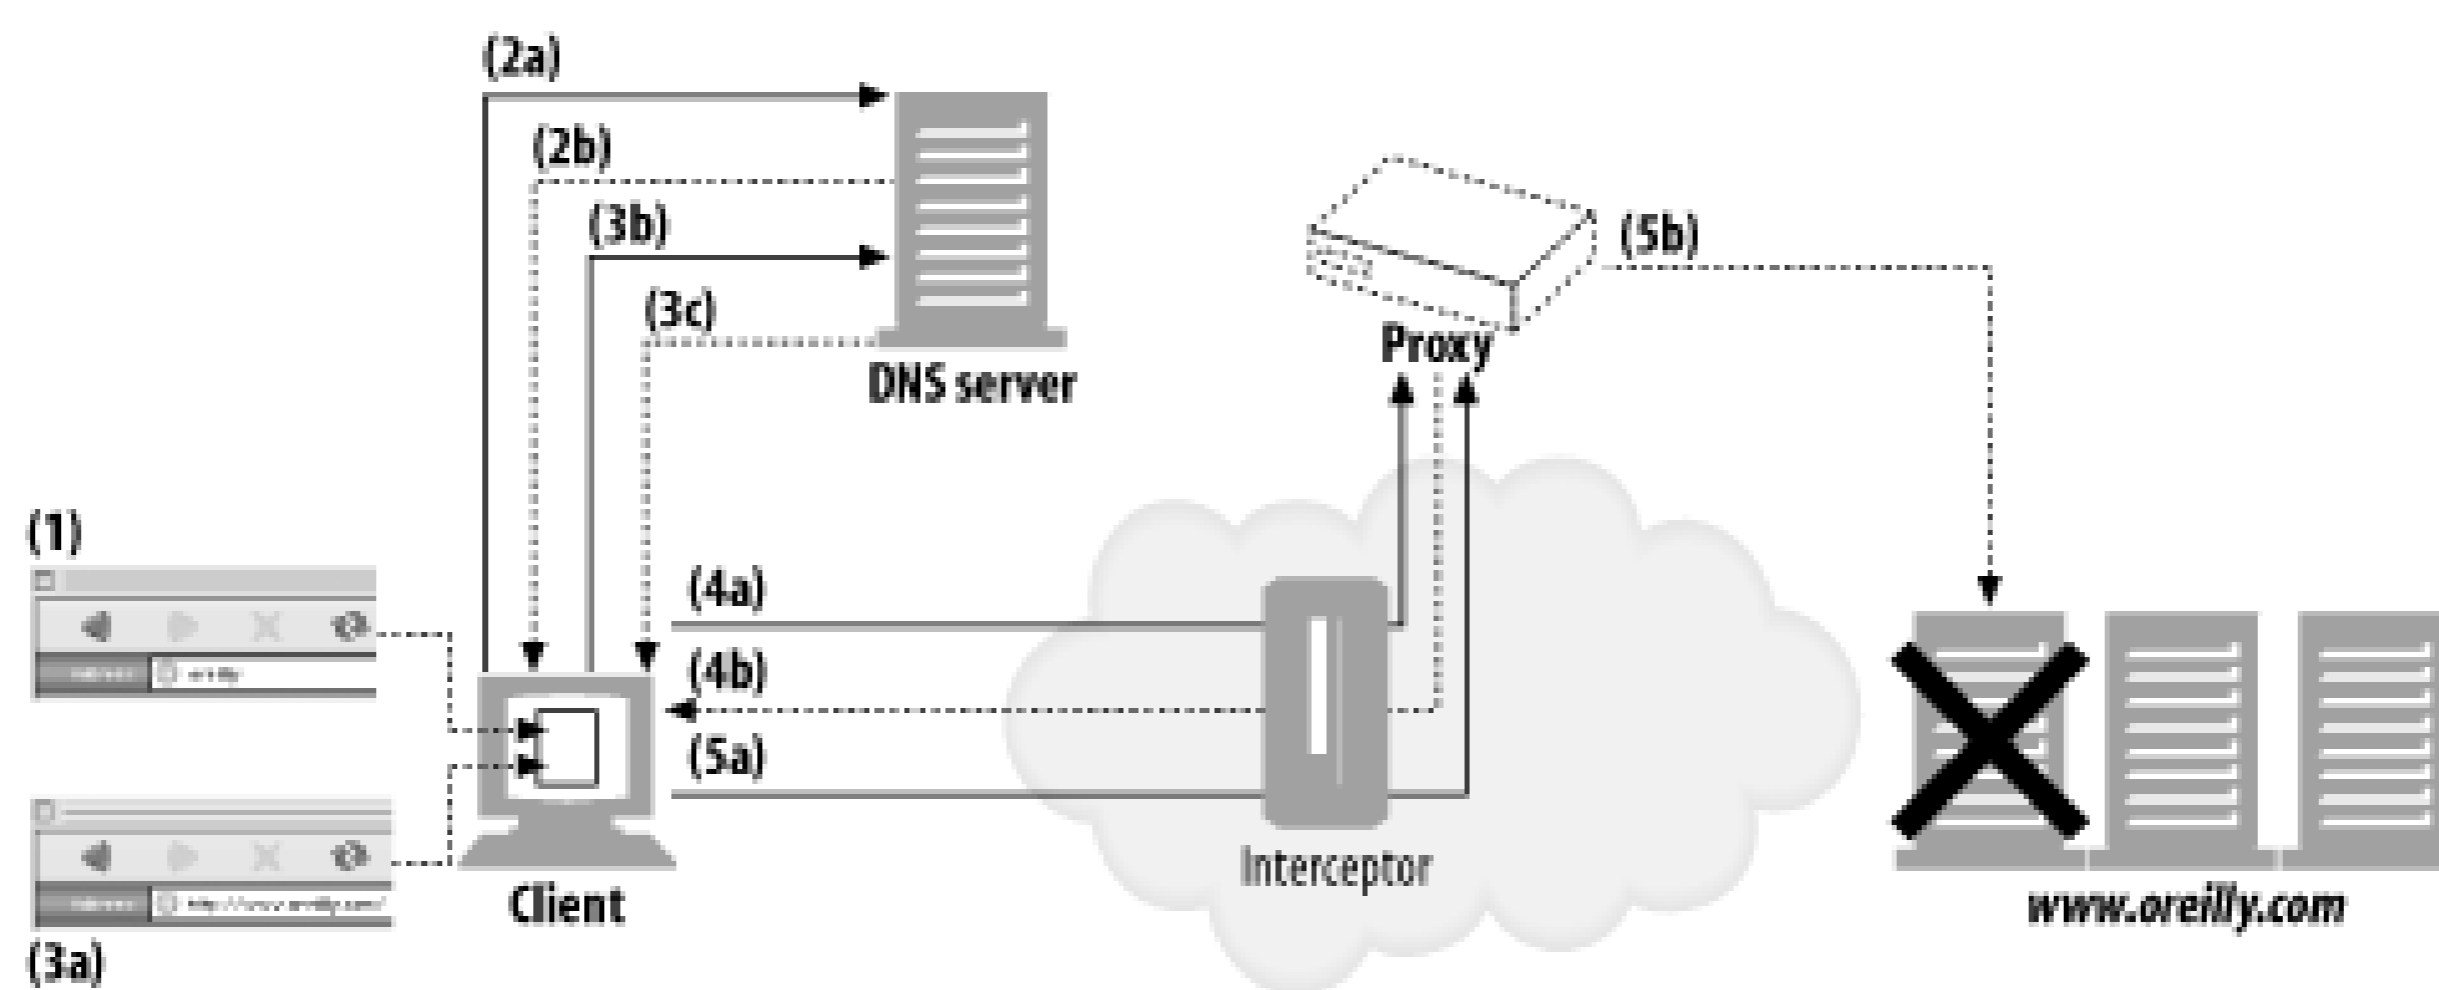 (2a)
(2b)
(3b)
(3c)
DNS server
(5b)
Proxy
(1)
(4a)
(4b)
(5a)
Interceptor
Client
(3a)
www.oreilly.com